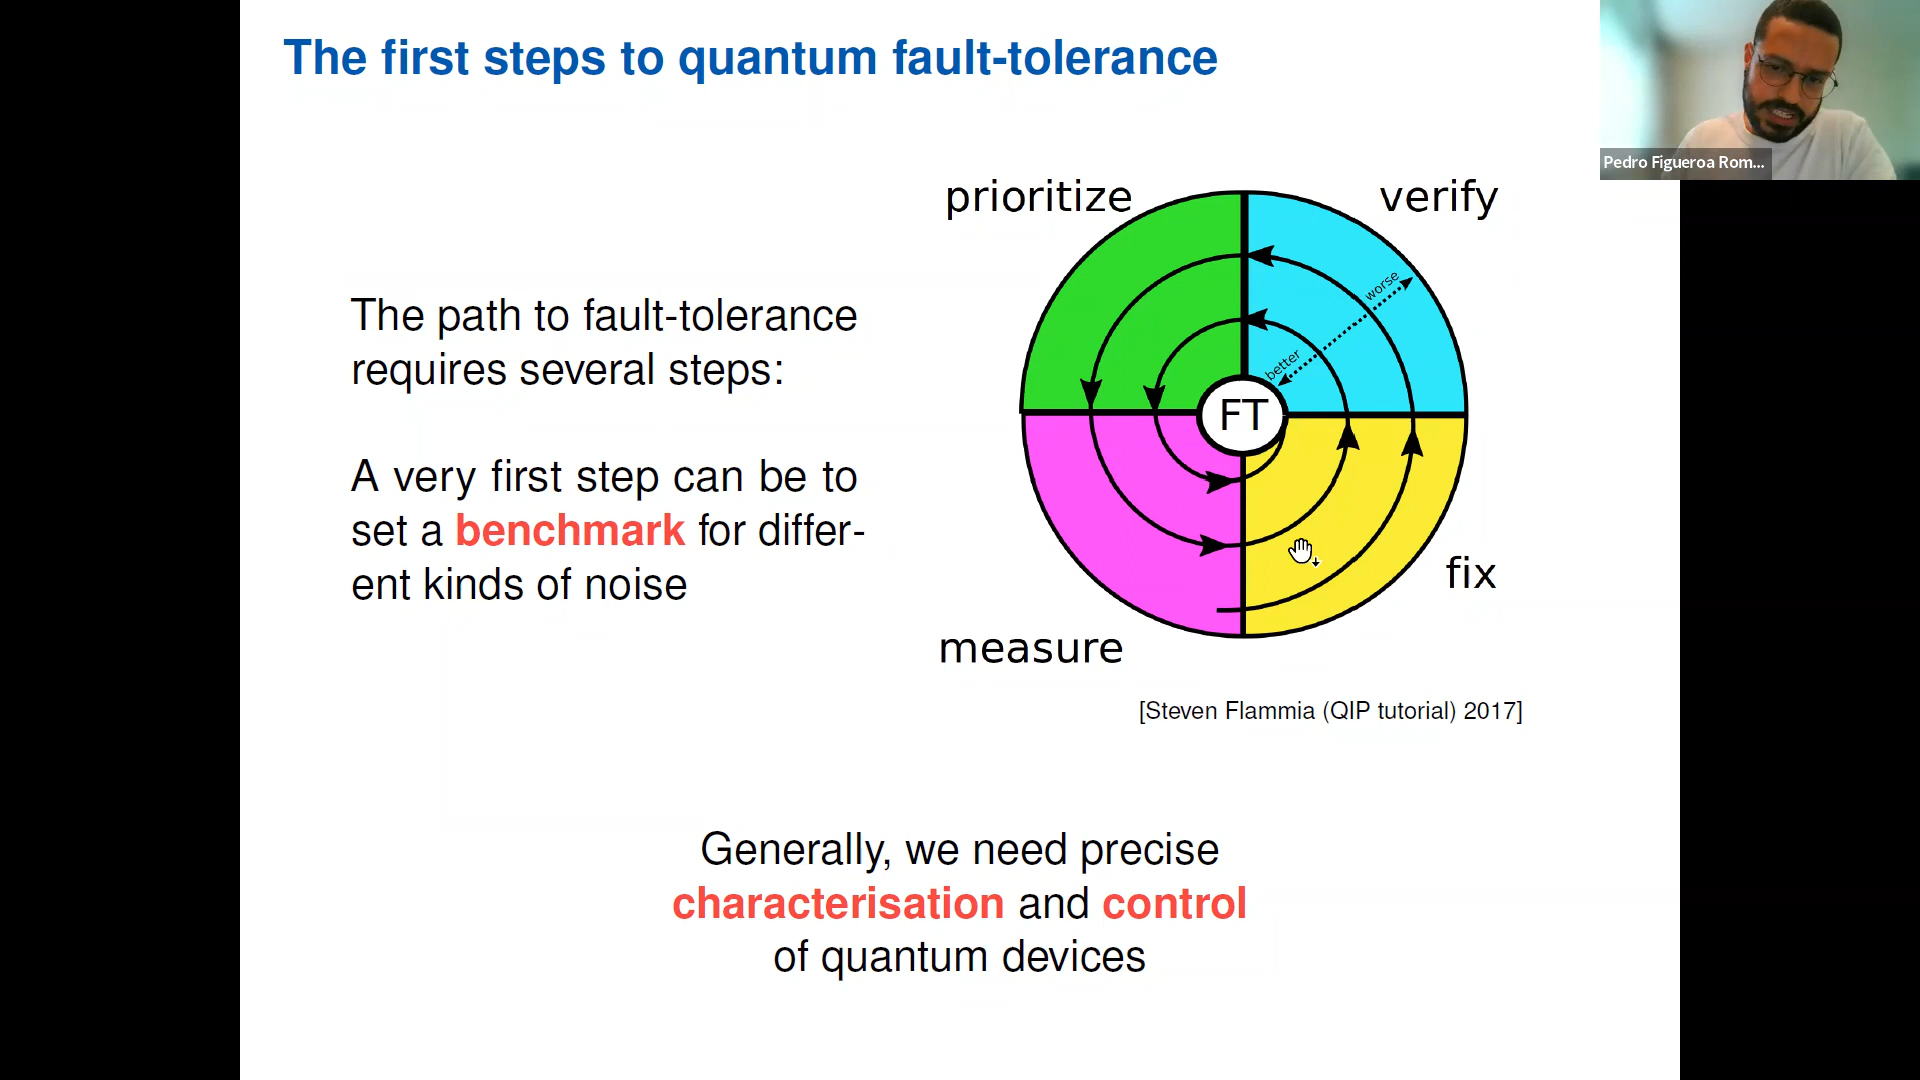 The first steps to quantum fault-tolerance
Pedro Figueroa Rom...
prioritize
verify
The path to fault-tolerance
requires several steps:
A very first step can be to
set a benchmark for differ-
ent kinds of noise
worse
better
FT
fix
measure
[Steven Flammia (QIP tutorial) 2017]
Generally, we need precise
characterisation and control
of quantum devices